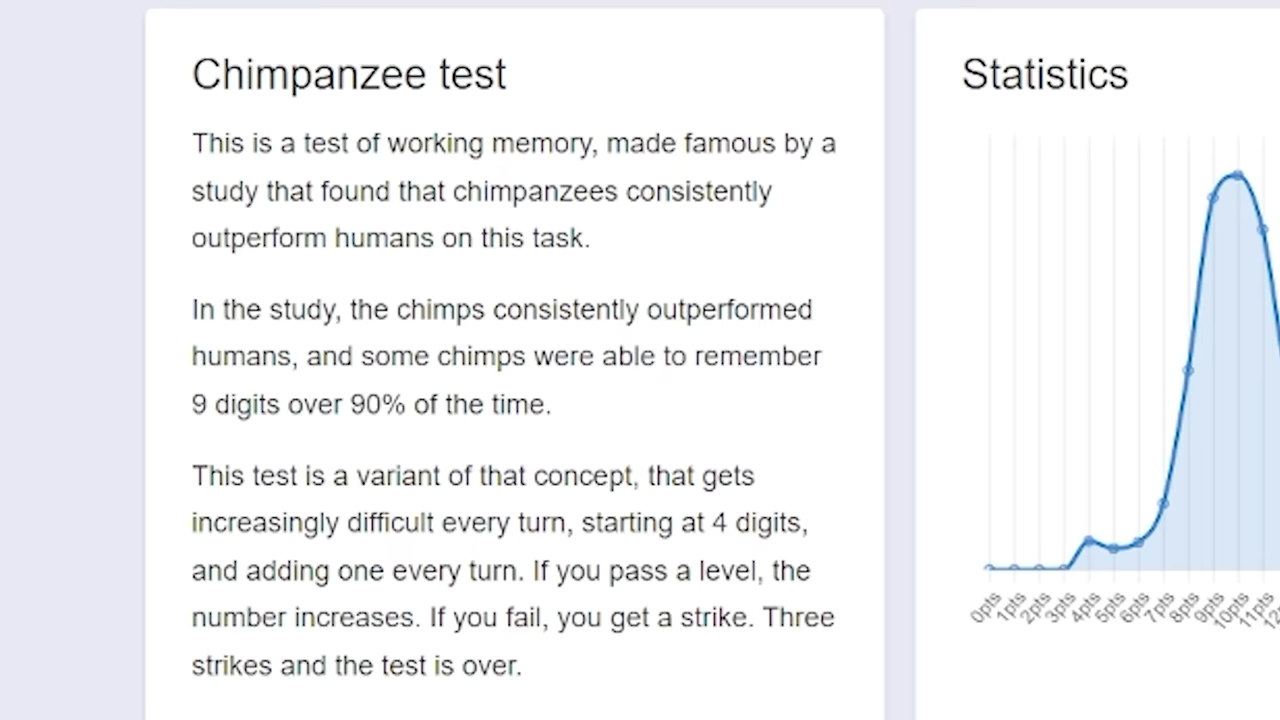 Chimpanzee test
This is a test of working memory, made famous by a
study that found that chimpanzees consistently
outperform humans on this task.
In the study, the chimps consistently outperformed
humans, and some chimps were able to remember
9 digits over 90% of the time.
This test is a variant of that concept, that gets
increasingly difficult every turn, starting at 4 digits,
and adding one every turn. If you pass a level, the
number increases. If you fail, you get a strike. Three
strikes and the test is over.
Statistics
0pts 1pts 2pts 3pts 4pts 5pts 6pts 7pts 8pts 9pts 10pts 11pts